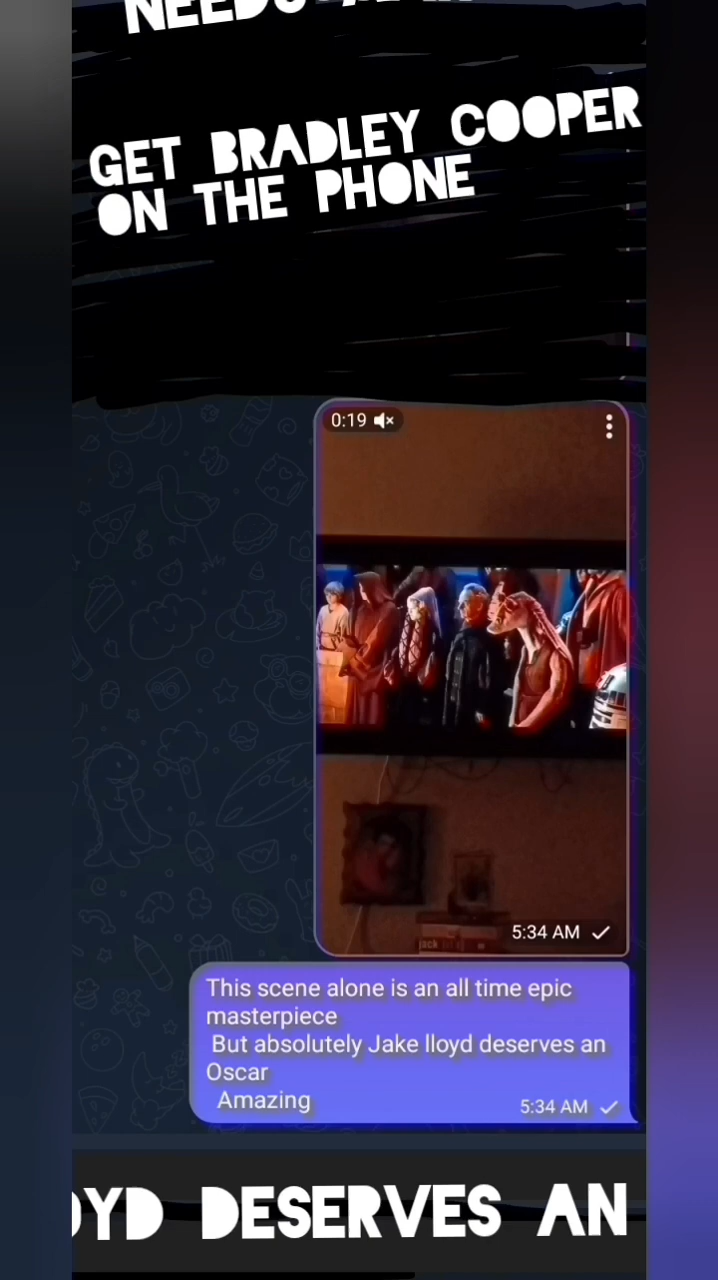 GET BRADLEY COOPER
ON THE PHONE
0:19
jack
5:34 AM
This scene alone is an all time epic
masterpiece
But absolutely Jake lloyd deserves an
Oscar
Amazing
5:34 AM
DESERVES AN